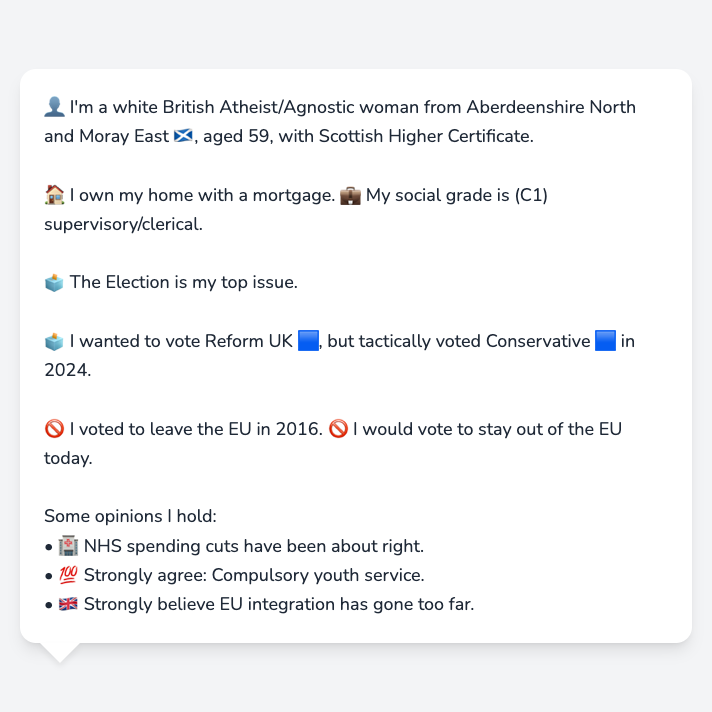 👤 I'm a white British Atheist/Agnostic woman from Aberdeenshire North
and Moray East 🏴󠁧󠁢󠁳󠁣󠁴󠁿, aged 59, with Scottish Higher Certificate.
🏠 I own my home with a mortgage. 💼 My social grade is (C1)
supervisory/clerical.
🗳️ The Election is my top issue.
🗳️ I wanted to vote Reform UK 🟦, but tactically voted Conservative 🟦 in
2024.
🚫 I voted to leave the EU in 2016. 🚫 I would vote to stay out of the EU
today.
Some opinions I hold:
• 🏥 NHS spending cuts have been about right.
• 💯 Strongly agree: Compulsory youth service.
• 🇬🇧 Strongly believe EU integration has gone too far.